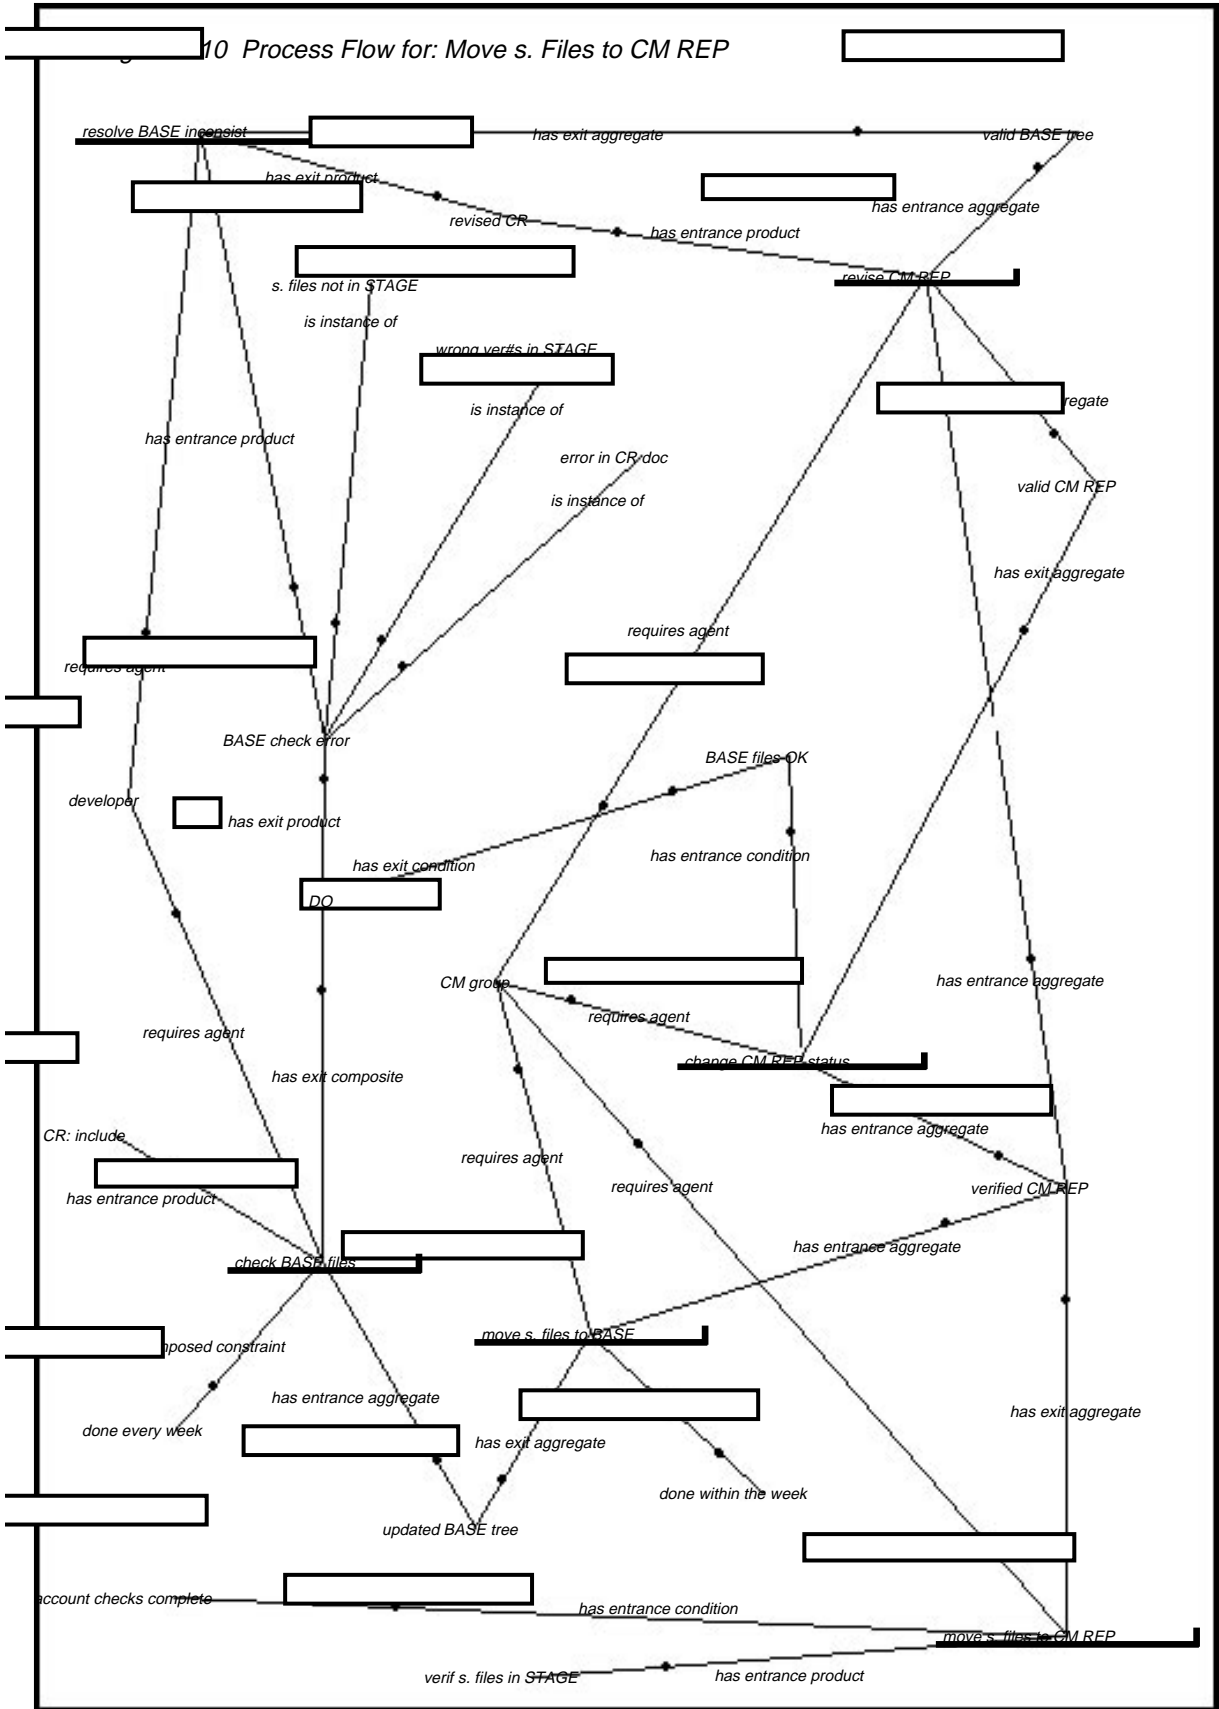 10 Process Flow for: Move s. Files to CM REP
resolve BASE inconsist
has exit aggregate
valid BASE tree
has exit product
has entrance aggregate
revised CR
has entrance product
revise CM REP
s. files not in STAGE
is instance of
wrong ver#s in STAGE
regate
is instance of
has entrance product
error in CR doc
valid CM REP
is instance of
has exit aggregate
requires agent
requires agent
BASE check error
BASE files OK
developer
has exit product
has entrance condition
has exit condition
DO
CM group
has entrance aggregate
requires agent
requires agent
change CM REP status
has exit composite
CR: include
has entrance aggregate
requires agent
requires agent
verified CM REP
has entrance product
has entrance aggregate
check BASE files
move s. files to BASE
posed constraint
has entrance aggregate
has exit aggregate
done every week
has exit aggregate
done within the week
updated BASE tree
account checks complete
has entrance condition
move s. files to CM REP
verif s. files in STAGE
has entrance product